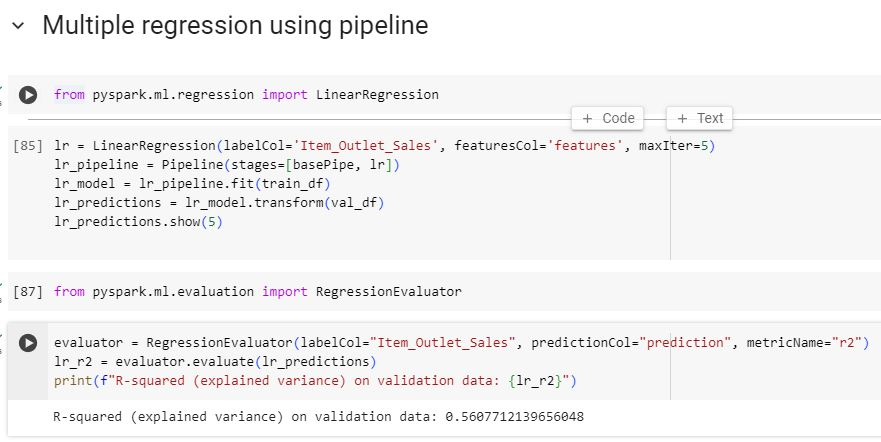 Multiple regression using pipeline
from pyspark.ml.regression import LinearRegression
+ Code + Text
[85] lr = LinearRegression(labelCol='Item_Outlet_Sales', featuresCol='features', maxIter=5)
lr_pipeline = Pipeline(stages=[basePipe, lr])
lr_model = lr_pipeline.fit(train_df)
lr_predictions = lr_model.transform(val_df)
lr_predictions.show(5)
[87] from pyspark.ml.evaluation import RegressionEvaluator
evaluator = RegressionEvaluator(labelCol="Item_Outlet_Sales", predictionCol="prediction", metricName="r2")
lr_r2 = evaluator.evaluate(lr_predictions)
print(f"R-squared (explained variance) on validation data: {lr_r2}")
R-squared (explained variance) on validation data: 0.5607712139656048